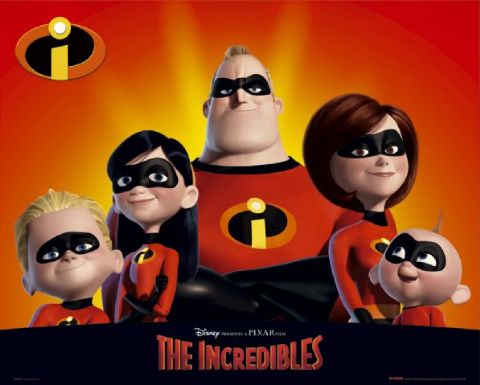 i
i
Disney PRESENTS A PIXAR FILM
THE INCREDIBLES